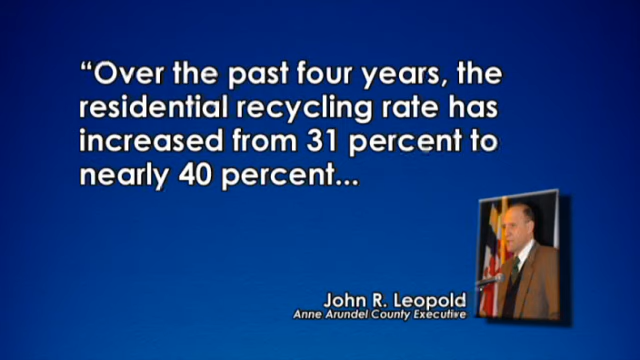 “Over the past four years, the
residential recycling rate has
increased from 31 percent to
nearly 40 percent...
John R. Leopold
Anne Arundel County Executive